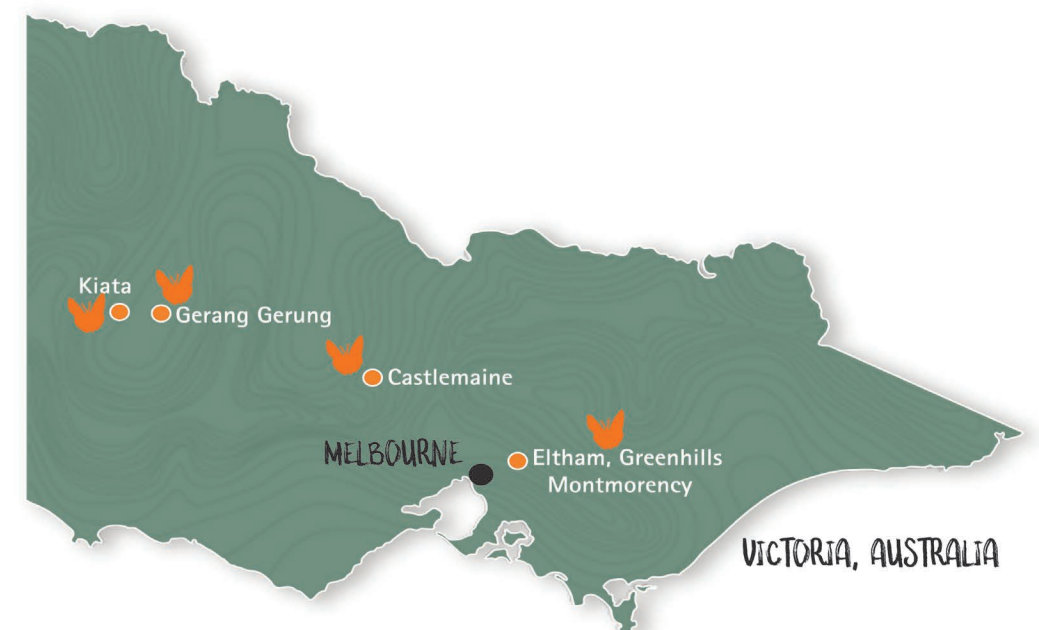 Kiata
Gerang Gerung
Castlemaine
MELBOURNE
Eltham, Greenhills
Montmorency
VICTORIA, AUSTRALIA